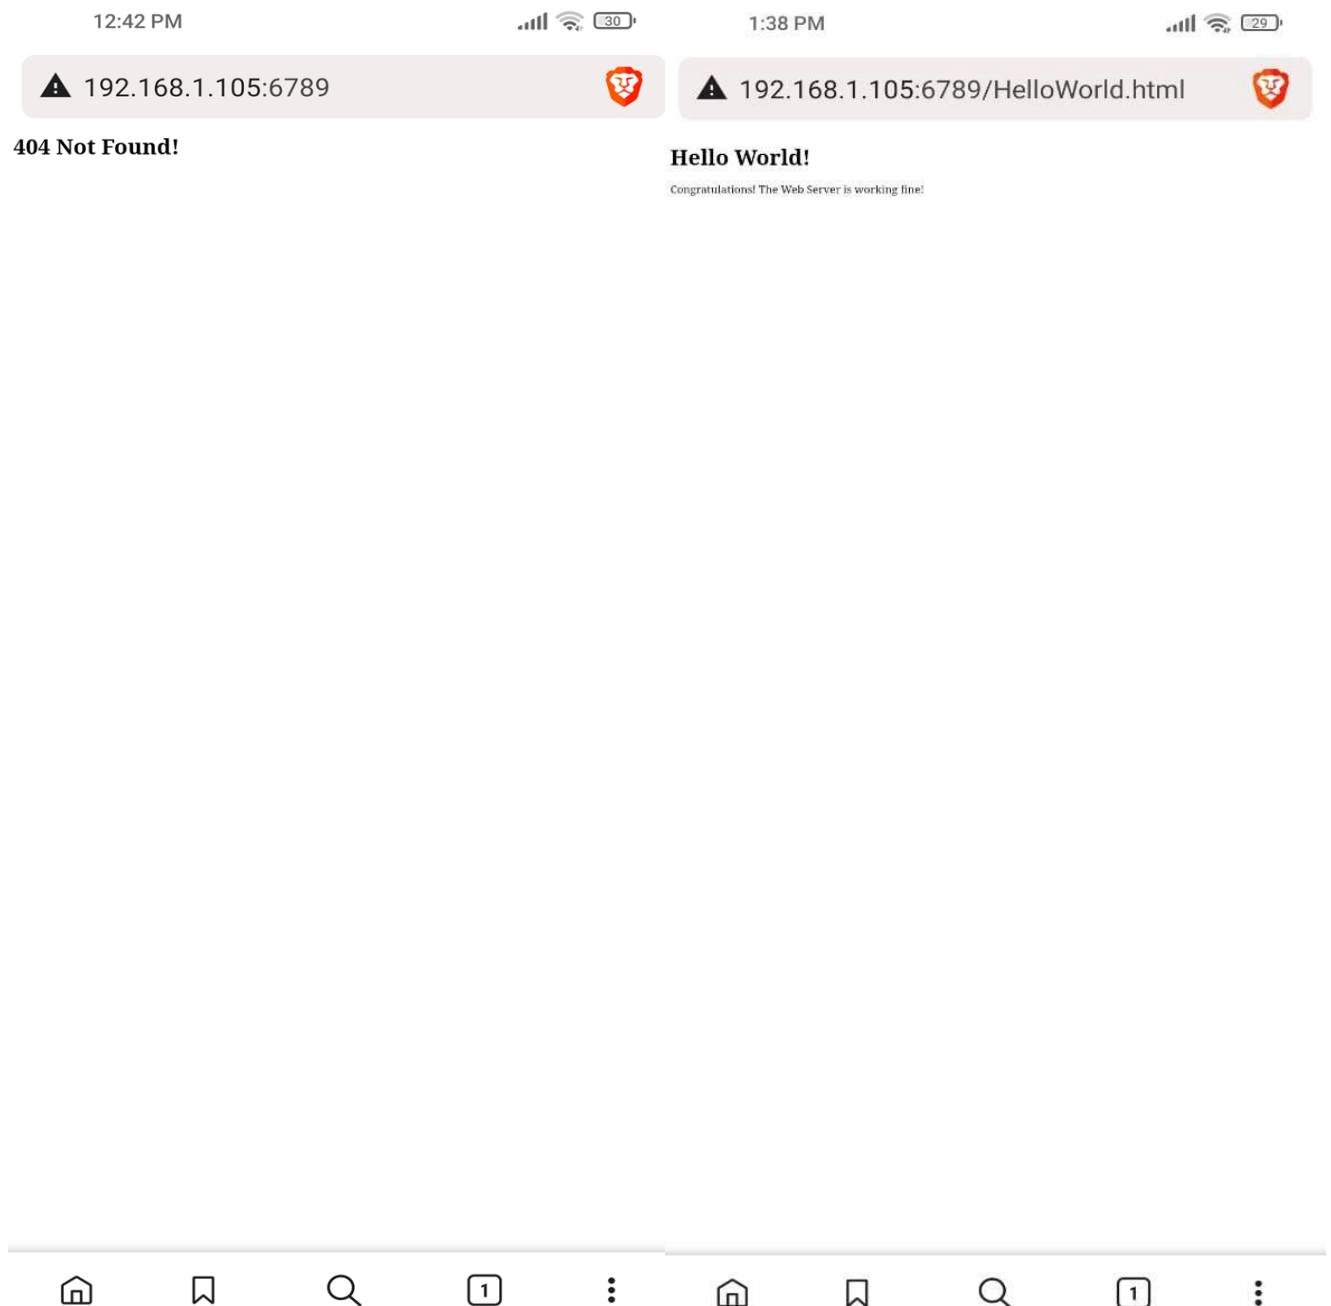 12:42 PM
30
192.168.1.105:6789
404 Not Found!
1
1:38 PM
29
192.168.1.105:6789/HelloWorld.html
Hello World!
Congratulations! The Web Server is working fine!
1